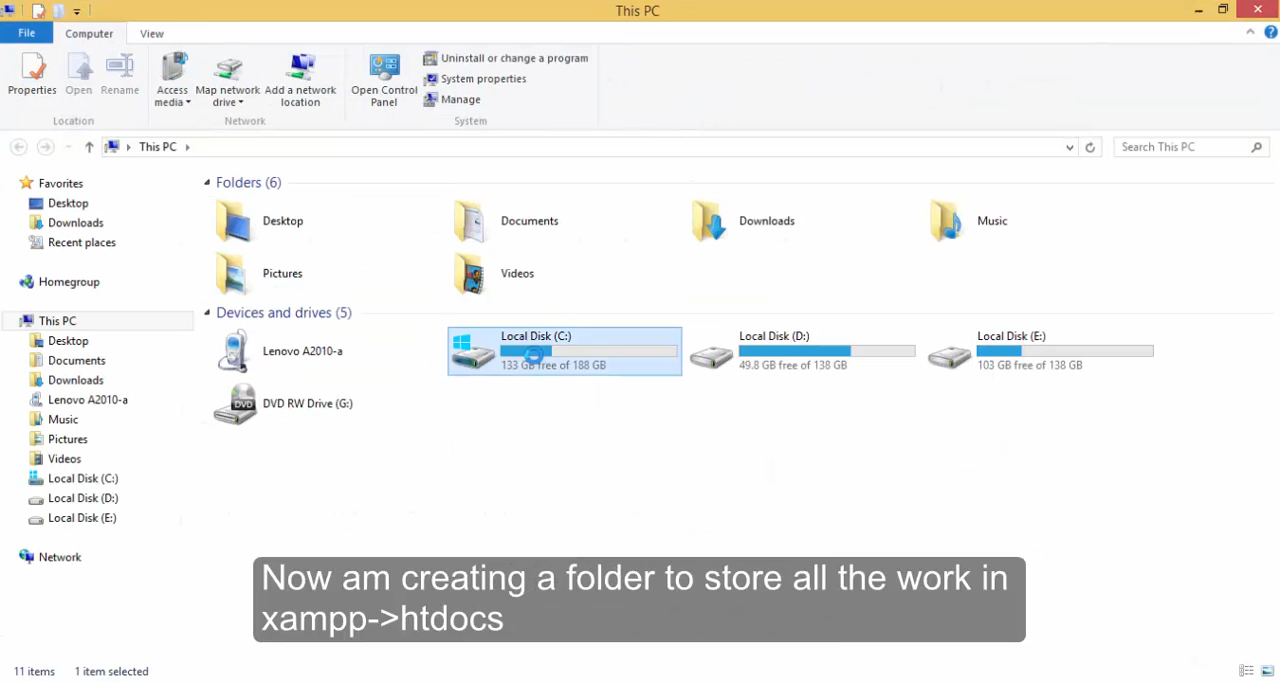 This PC
File
Computer
View
Properties
Open
Rename
Location
Access media
Map network drive
Add a network location
Network
Open Control Panel
Uninstall or change a program
System properties
Manage
System
This PC
Search This PC
Favorites
Desktop
Downloads
Recent places
Homegroup
This PC
Desktop
Documents
Downloads
Lenovo A2010-a
Music
Pictures
Videos
Local Disk (C:)
Local Disk (D:)
Local Disk (E:)
Network
Folders (6)
Desktop
Documents
Downloads
Music
Pictures
Videos
Devices and drives (5)
Lenovo A2010-a
Local Disk (C:)
133 GB free of 188 GB
Local Disk (D:)
49.8 GB free of 138 GB
Local Disk (E:)
103 GB free of 138 GB
DVD
DVD RW Drive (G:)
Now am creating a folder to store all the work in
xampp->htdocs
11 items
1 item selected